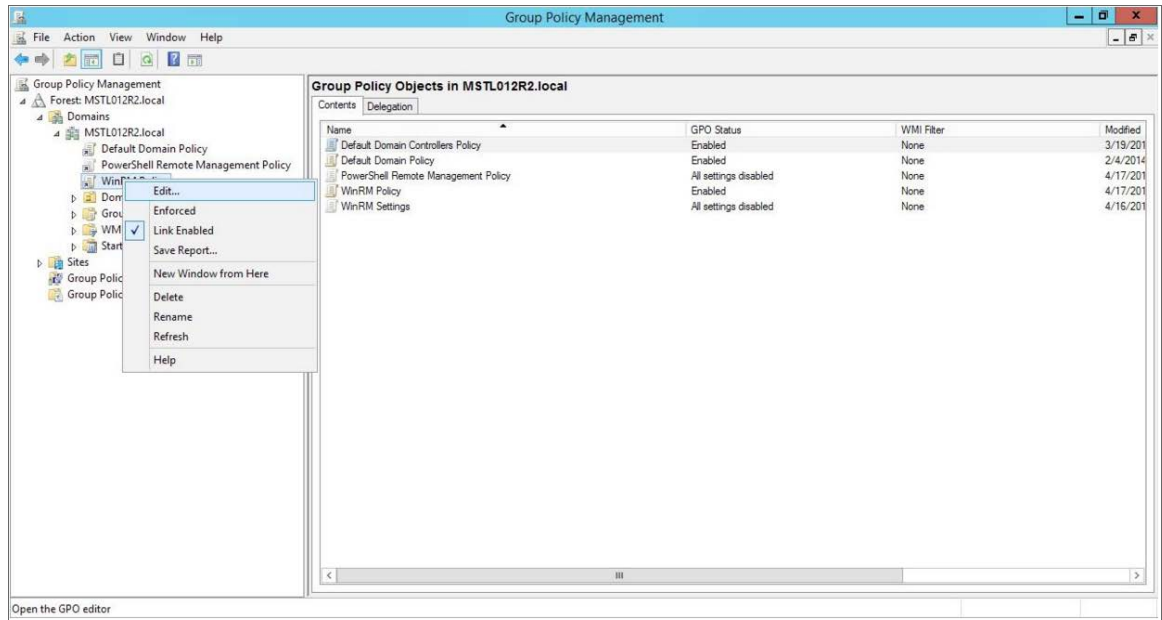 Group Policy Management
File Action View Window Help
Group Policy Management
Forest: MSTL012R2.local
Domains
MSTL012R2.local
Default Domain Policy
PowerShell Remote Management Policy
WinRM Policy
Dom
Grou
WM
Start
Sites
Group Polic
Group Polic
Edit...
Enforced
Link Enabled
Save Report...
New Window from Here
Delete
Rename
Refresh
Help
Group Policy Objects in MSTL012R2.local
Contents Delegation
Name GPO Status WMI Filter Modified
Default Domain Controllers Policy Enabled None 3/19/201
Default Domain Policy Enabled None 2/4/2014
PowerShell Remote Management Policy All settings disabled None 4/17/201
WinRM Policy Enabled None 4/17/201
WinRM Settings All settings disabled None 4/16/201
Open the GPO editor